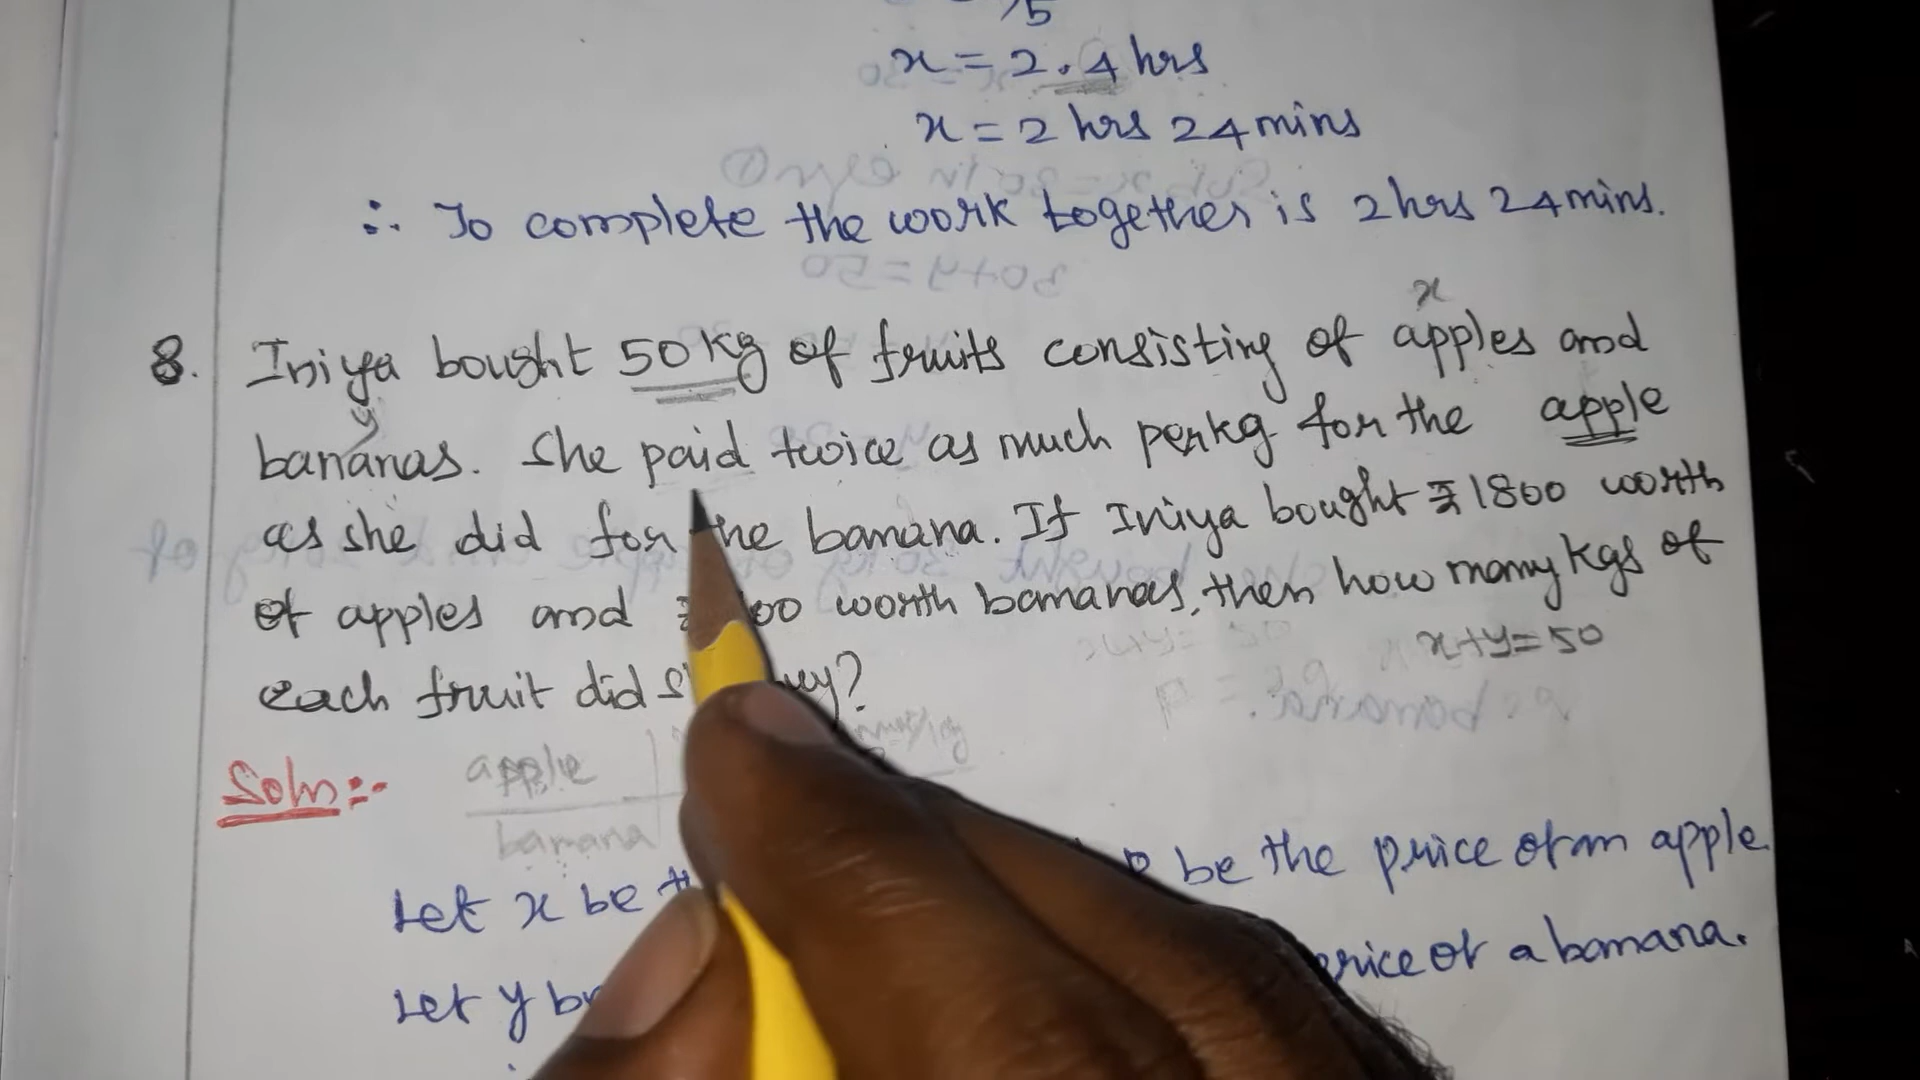 x = 2.4 hrs
x = 2 hrs 24 mins
∴ To complete the work together is 2 hrs 24 mins.
x
8. Iniya bought 50 kg of fruits consisting of apples and
y
bananas. She paid twice as much per kg for the apple
as she did for the banana. If Iniya bought ₹ 1800 worth
of apples and worth bananas, then how many kgs of
x+y=50
each fruit did
Soln:-
apple
banana
Let x be be the price of an apple
Let y price of a banana.